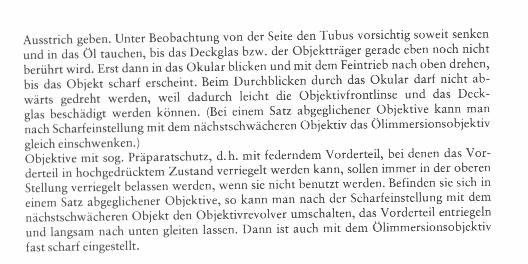 Ausstrich geben. Unter Beobachtung von der Seite den Tubus vorsichtig soweit senken
und in das Öl tauchen, bis das Deckglas bzw. der Objektträger gerade eben noch nicht
berührt wird. Erst dann in das Okular blicken und mit dem Feintrieb nach oben drehen,
bis das Objekt scharf erscheint. Beim Durchblicken durch das Okular darf nicht ab-
wärts gedreht werden, weil dadurch leicht die Objektivfrontlinse und das Deck-
glas beschädigt werden können. (Bei einem Satz abgeglichener Objektive kann man
nach Scharfeinstellung mit dem nächstschwächeren Objektiv das Ölimmersionsobjektiv
gleich einschwenken.)
Objektive mit sog. Präparatschutz, d.h. mit federndem Vorderteil, bei denen das Vor-
derteil in hochgedrücktem Zustand verriegelt werden kann, sollen immer in der oberen
Stellung verriegelt belassen werden, wenn sie nicht benutzt werden. Befinden sie sich in
einem Satz abgeglichener Objektive, so kann man nach der Scharfeinstellung mit dem
nächstschwächeren Objekt den Objektivrevolver umschalten, das Vorderteil entriegeln
und langsam nach unten gleiten lassen. Dann ist auch mit dem Ölimmersionsobjektiv
fast scharf eingestellt.